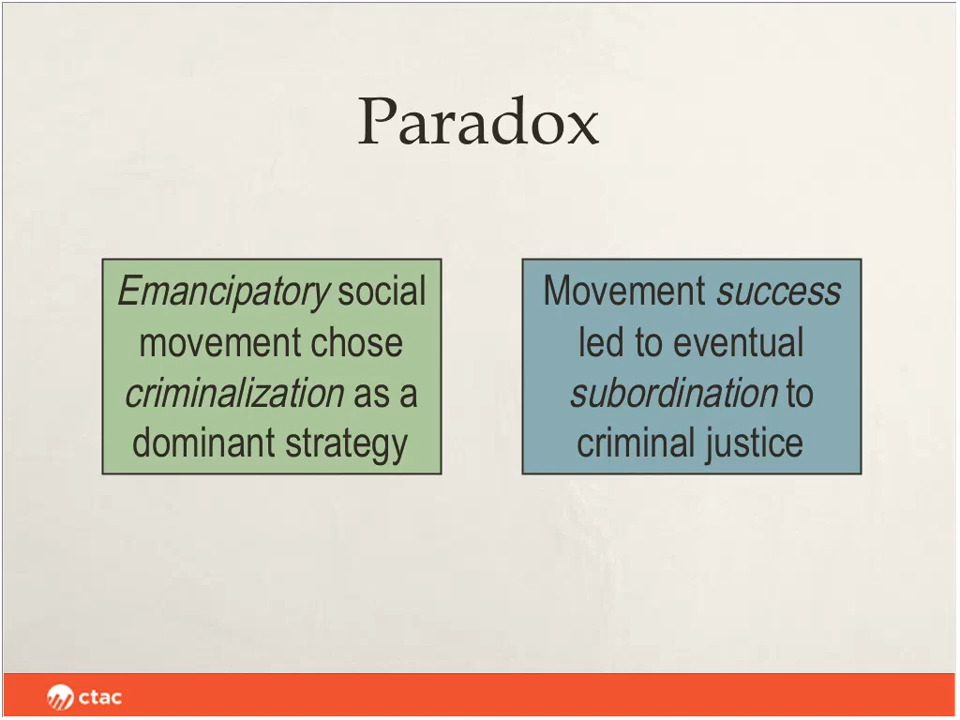 Paradox
Emancipatory social
movement chose
criminalization as a
dominant strategy
Movement success
led to eventual
subordination to
criminal justice
ctac